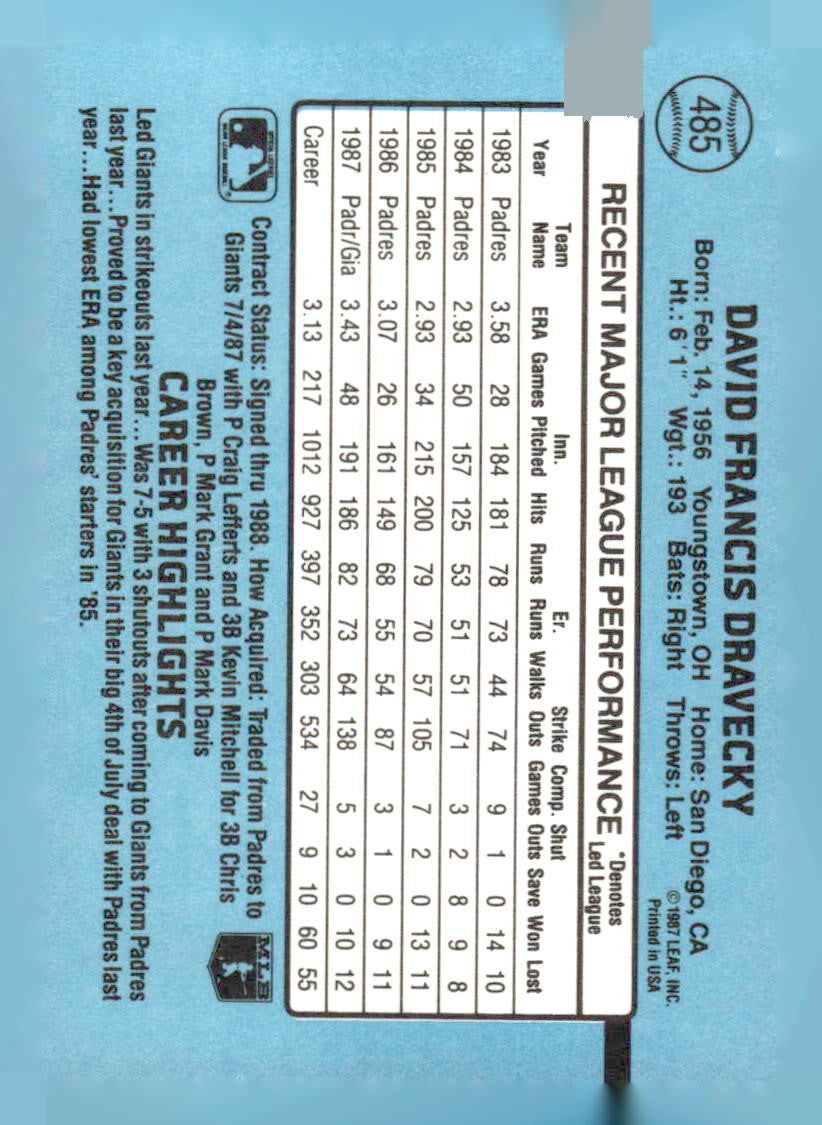 485
DAVID FRANCIS DRAVECKY
Born: Feb. 14, 1956 Youngstown, OH Home: San Diego, CA
Ht.: 6' 1" Wgt.: 193 Bats: Right Throws: Left
©1987 LEAF, INC.
Printed in USA
RECENT MAJOR LEAGUE PERFORMANCE
*Denotes
Led League
Team Inn. Er. Strike Comp. Shut
Year Name ERA Games Pitched Hits Runs Runs Walks Outs Games Outs Save Won Lost
1983 Padres 3.58 28 184 181 78 73 44 74 9 1 0 14 10
1984 Padres 2.93 50 157 125 53 51 51 71 3 2 8 9 8
1985 Padres 2.93 34 215 200 79 70 57 105 7 2 0 13 11
1986 Padres 3.07 26 161 149 68 55 54 87 3 1 0 9 11
1987 Padr/Gia 3.43 48 191 186 82 73 64 138 5 3 0 10 12
Career 3.13 217 1012 927 397 352 303 534 27 9 10 60 55
Contract Status: Signed thru 1988. How Acquired: Traded from Padres to
Giants 7/4/87 with P Craig Lefferts and 3B Kevin Mitchell for 3B Chris
Brown, P Mark Grant and P Mark Davis
MLB
CAREER HIGHLIGHTS
Led Giants in strikeouts last year...Was 7-5 with 3 shutouts after coming to Giants from Padres
last year...Proved to be a key acquisition for Giants in their big 4th of July deal with Padres last
year...Had lowest ERA among Padres' starters in '85.